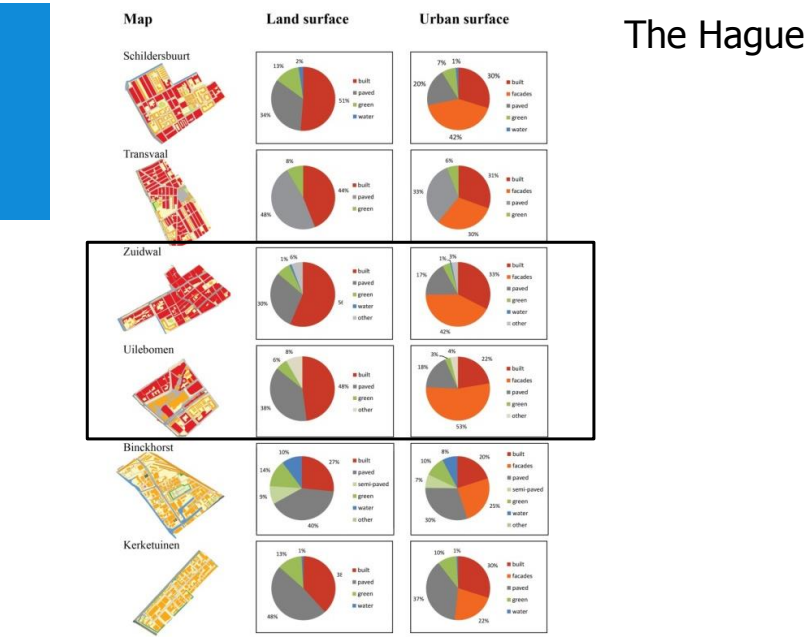 Map Land surface Urban surface
The Hague
Schildersbuurt
13% 2% 51% 34%
built
paved
green
water
7% 1% 30% 20% 42%
built
facades
paved
green
water
Transvaal
8% 44% 48%
built
paved
green
6% 31% 33% 30%
built
facades
paved
green
Zuidwal
1% 6% 30%
built
paved
green
water
other
1% 3% 33% 17% 42%
built
facades
paved
green
water
other
Uilebomen
8% 6% 48% 38%
built
paved
green
other
3% 4% 22% 18% 53%
built
facades
paved
green
other
Binckhorst
10% 27% 14% 9% 40%
built
paved
semi-paved
green
water
other
8% 20% 10% 7% 25% 30%
built
facades
paved
semi-paved
green
water
other
Kerketuinen
13% 1% 48%
built
paved
green
water
10% 1% 30% 37% 22%
built
facades
paved
green
water